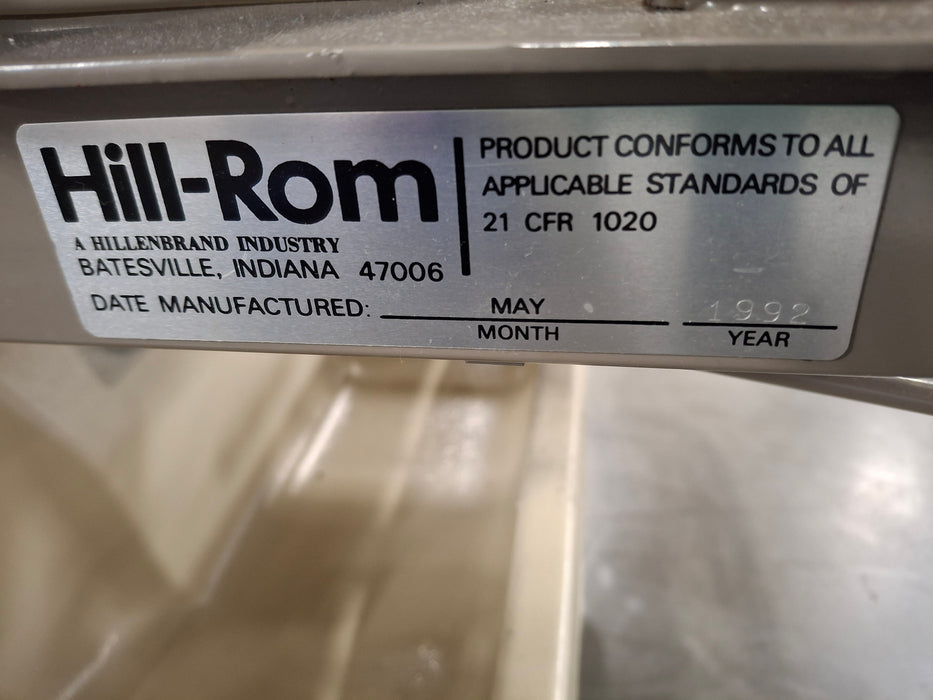 Hill-Rom
A HILLENBRAND INDUSTRY
BATESVILLE, INDIANA 47006
PRODUCT CONFORMS TO ALL
APPLICABLE STANDARDS OF
21 CFR 1020
DATE MANUFACTURED: MAY 1992
MONTH YEAR